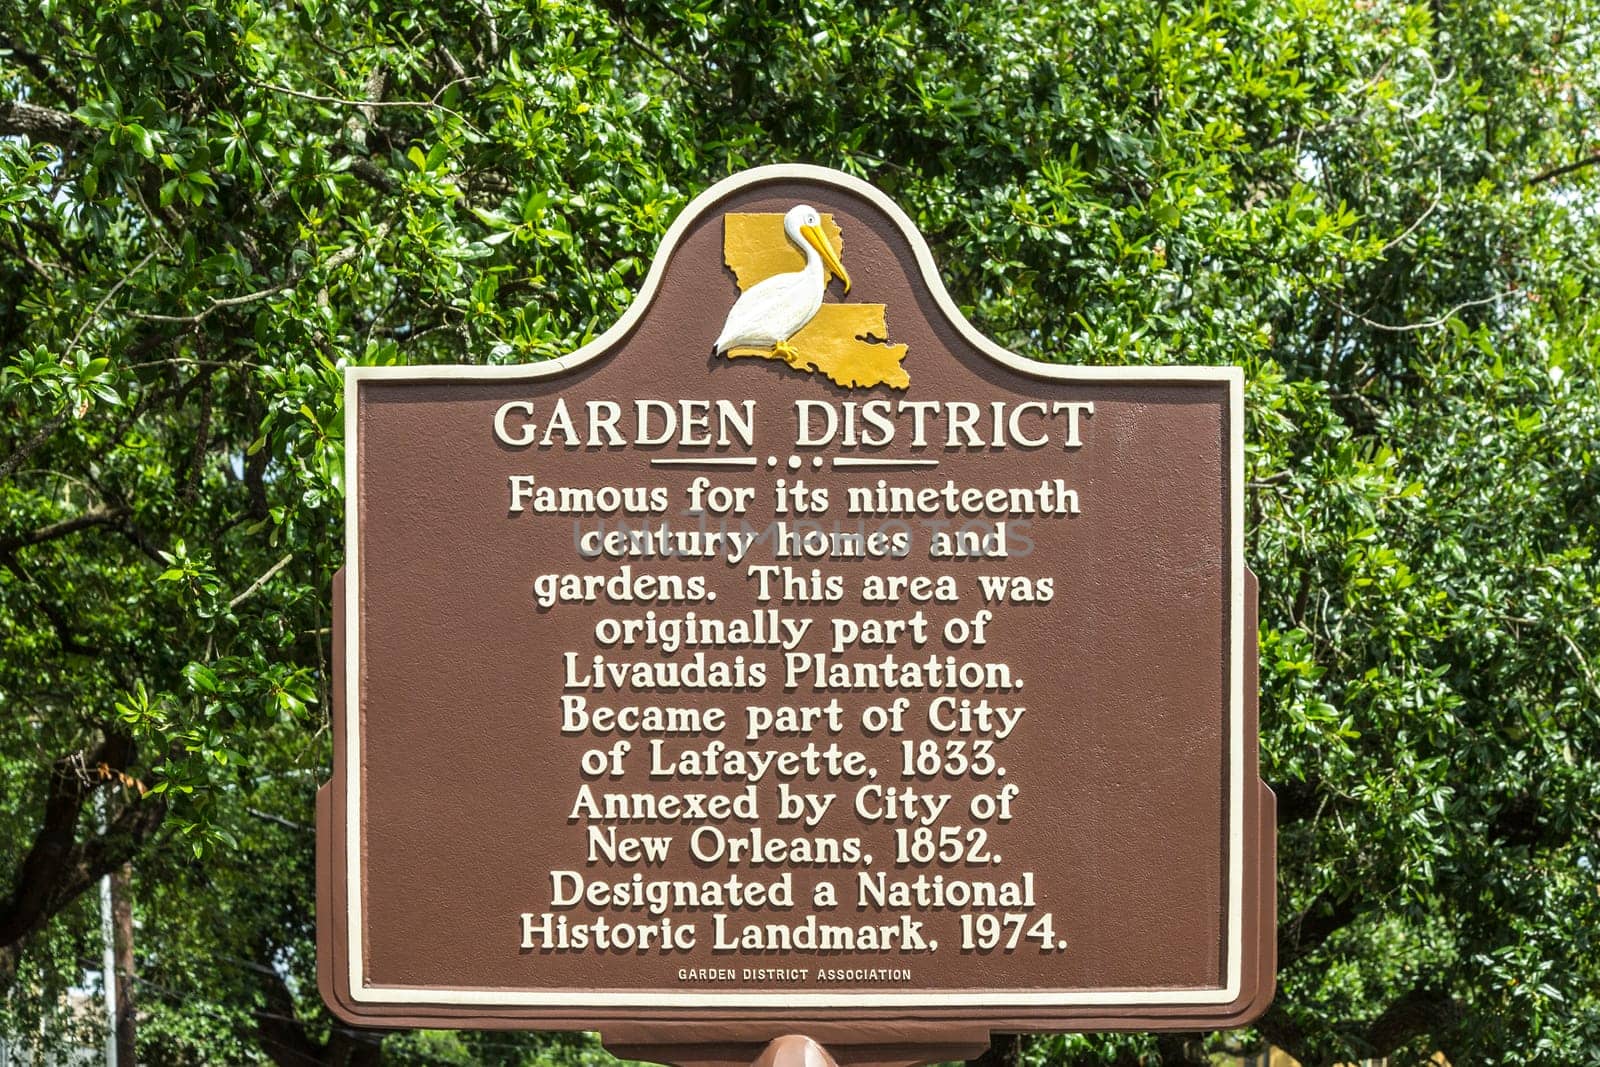 GARDEN DISTRICT
Famous for its nineteenth
century homes and
gardens. This area was
originally part of
Livaudais Plantation.
Became part of City
of Lafayette, 1833.
Annexed by City of
New Orleans, 1852.
Designated a National
Historic Landmark, 1974.
GARDEN DISTRICT ASSOCIATION
UNLIMPHOTOS